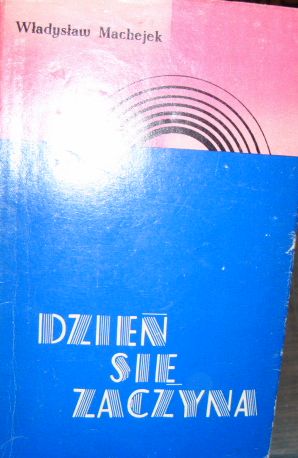 Władysław Machejek
DZIEŃ
SIĘ
ZACZYNA